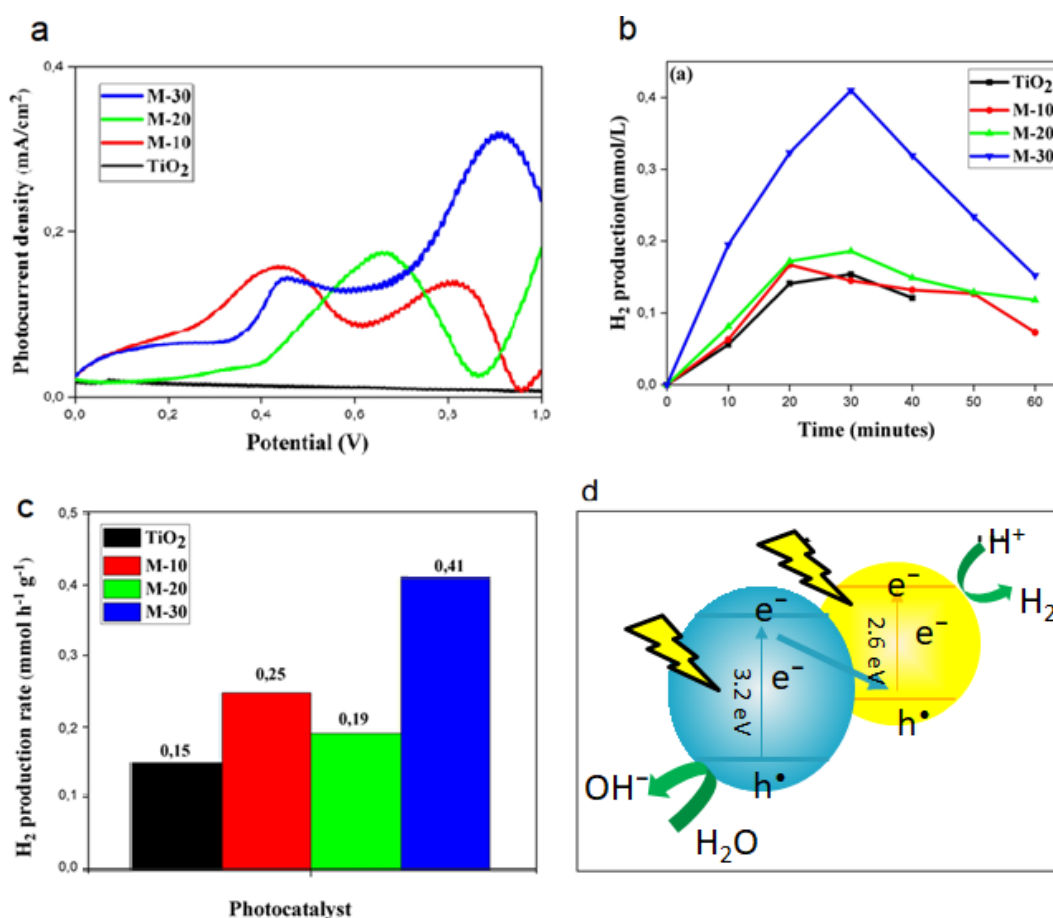 a
Photocurrent density (mA/cm²)
0,4
0,2
0,0
M-30
M-20
M-10
TiO₂
0,0 0,2 0,4 0,6 0,8 1,0
Potential (V)
b
(a)
H₂ production(mmol/L)
0,4
0,3
0,2
0,1
0,0
TiO₂
M-10
M-20
M-30
0 10 20 30 40 50 60
Time (minutes)
c
H₂ production rate (mmol h⁻¹ g⁻¹)
0,5
0,4
0,3
0,2
0,1
0,0
TiO₂
M-10
M-20
M-30
0,15
0,25
0,19
0,41
Photocatalyst
d
H⁺
H₂
e⁻
e⁻
2.6 eV
h•
e⁻
e⁻
3.2 eV
h•
OH⁻
H₂O